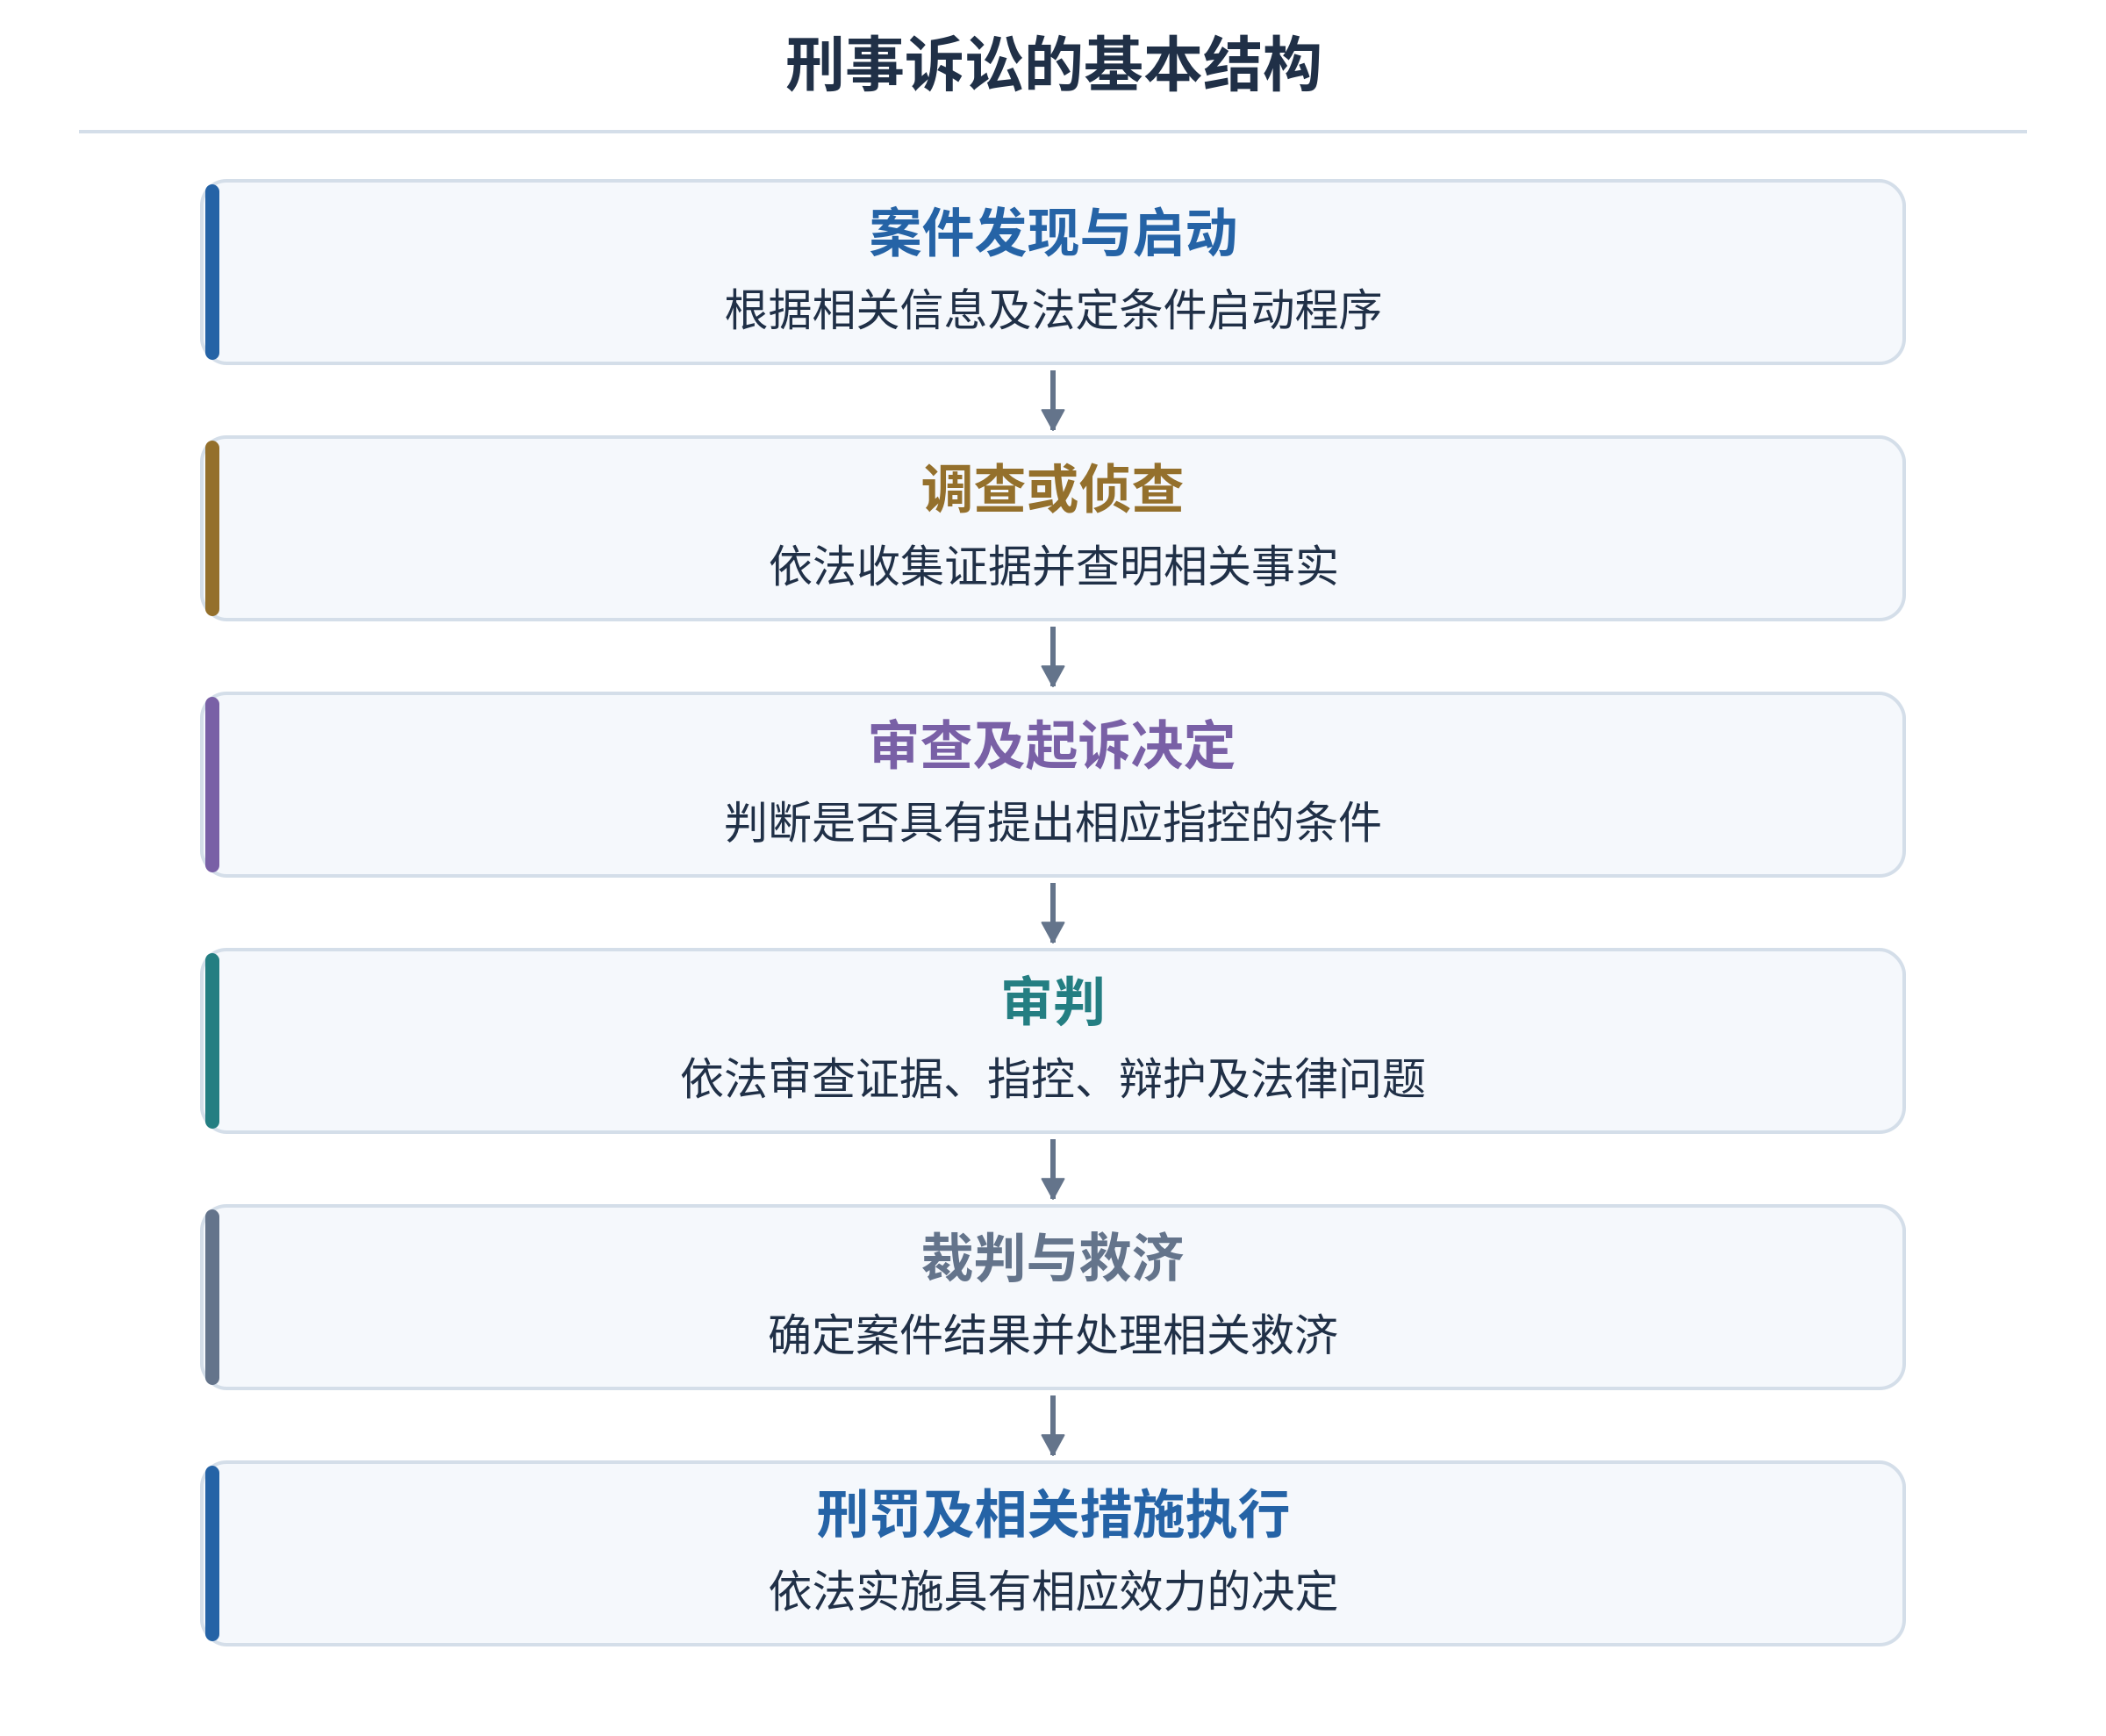 刑事诉讼的基本结构
案件发现与启动
根据相关信息及法定条件启动程序
调查或侦查
依法收集证据并查明相关事实
审查及起诉决定
判断是否具有提出相应指控的条件
审判
依法审查证据、指控、辩护及法律问题
裁判与救济
确定案件结果并处理相关救济
刑罚及相关措施执行
依法实施具有相应效力的决定